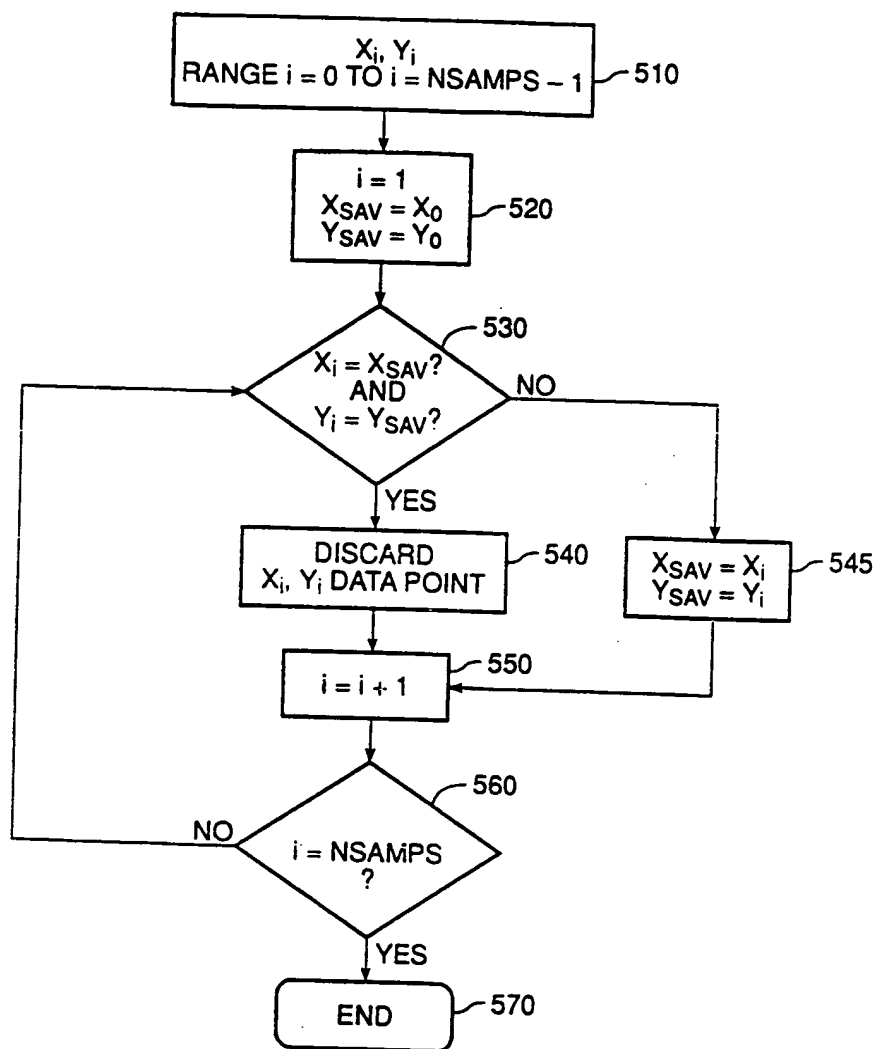 Xi, Yi
RANGE i = 0 TO i = NSAMPS – 1
510
i = 1
XSAV = X0
YSAV = Y0
520
530
Xi = XSAV?
AND
Yi = YSAV?
NO
YES
DISCARD
Xi, Yi DATA POINT
540
XSAV = Xi
YSAV = Yi
545
i = i + 1
550
560
NO
i = NSAMPS
?
YES
END
570